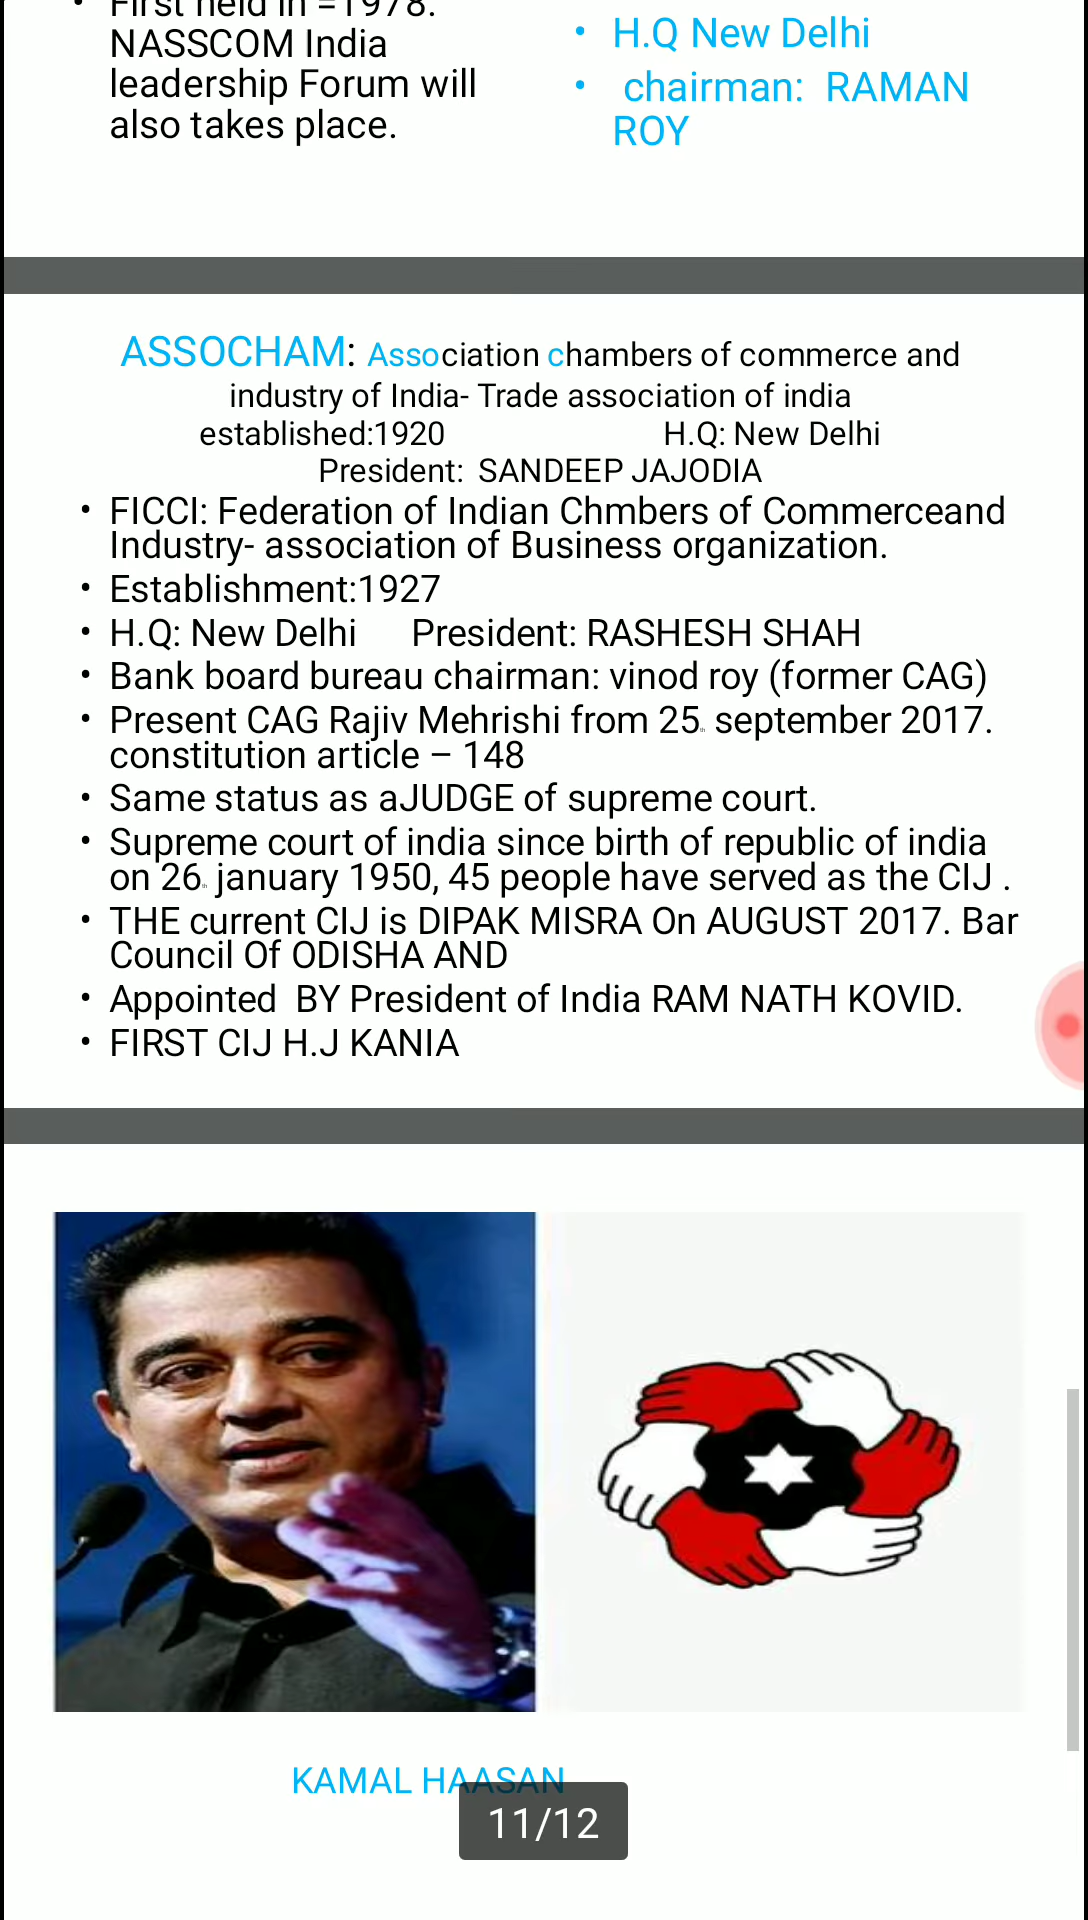 First held in =1978.
NASSCOM India
leadership Forum will
also takes place.
• H.Q New Delhi
• chairman: RAMAN
ROY
ASSOCHAM: Association chambers of commerce and
industry of India- Trade association of india
established:1920 H.Q: New Delhi
President: SANDEEP JAJODIA
• FICCI: Federation of Indian Chmbers of Commerceand
Industry- association of Business organization.
• Establishment:1927
• H.Q: New Delhi President: RASHESH SHAH
• Bank board bureau chairman: vinod roy (former CAG)
• Present CAG Rajiv Mehrishi from 25th september 2017.
constitution article – 148
• Same status as aJUDGE of supreme court.
• Supreme court of india since birth of republic of india
on 26th january 1950, 45 people have served as the CIJ .
• THE current CIJ is DIPAK MISRA On AUGUST 2017. Bar
Council Of ODISHA AND
• Appointed BY President of India RAM NATH KOVID.
• FIRST CIJ H.J KANIA
KAMAL HAASAN
11/12